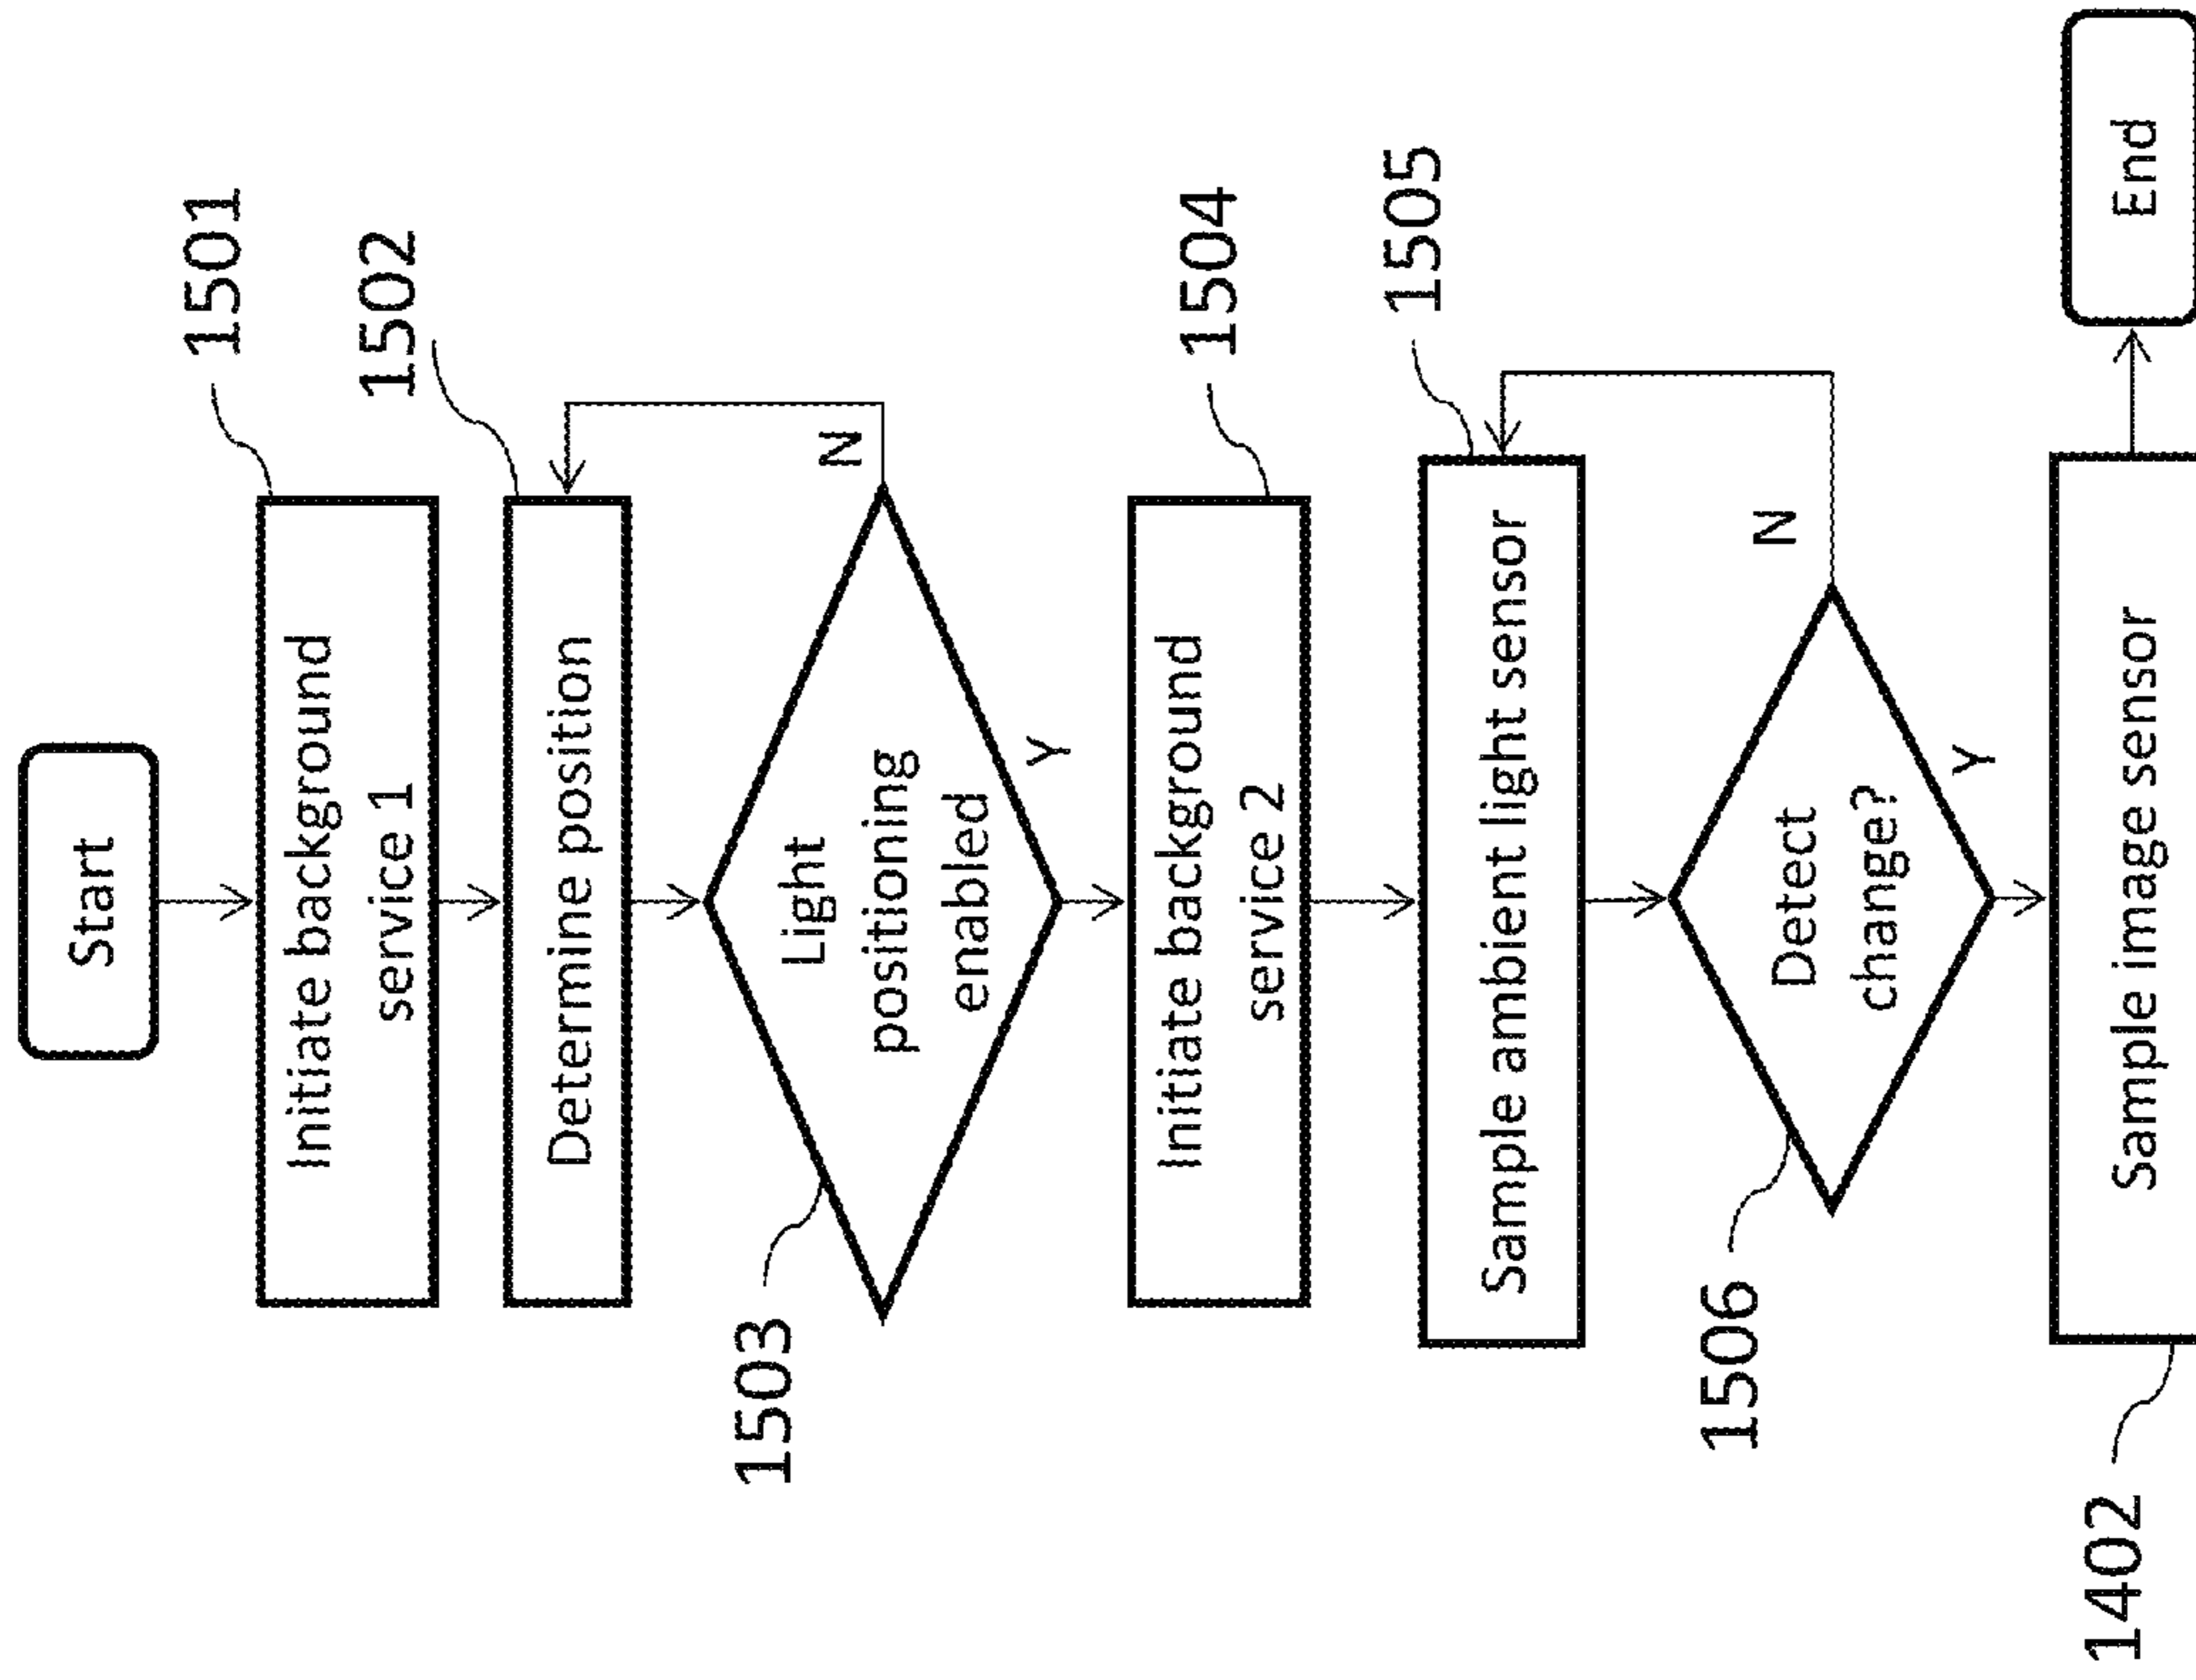 Start
1501
Initiate background
service 1
1502
Determine position
1503
Light
positioning
enabled
N
Y
1504
Initiate background
service 2
1505
Sample ambient light sensor
1506
Detect
change?
N
Y
1402
Sample image sensor
End